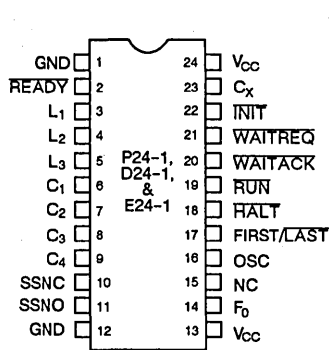 GND 1 24 VCC
READY 2 23 CX
L1 3 22 INIT
L2 4 21 WAITREQ
L3 5 20 WAITACK
P24-1,
D24-1,
&
E24-1
C1 6 19 RUN
C2 7 18 HALT
C3 8 17 FIRST/LAST
C4 9 16 OSC
SSNC 10 15 NC
SSNO 11 14 F0
GND 12 13 VCC